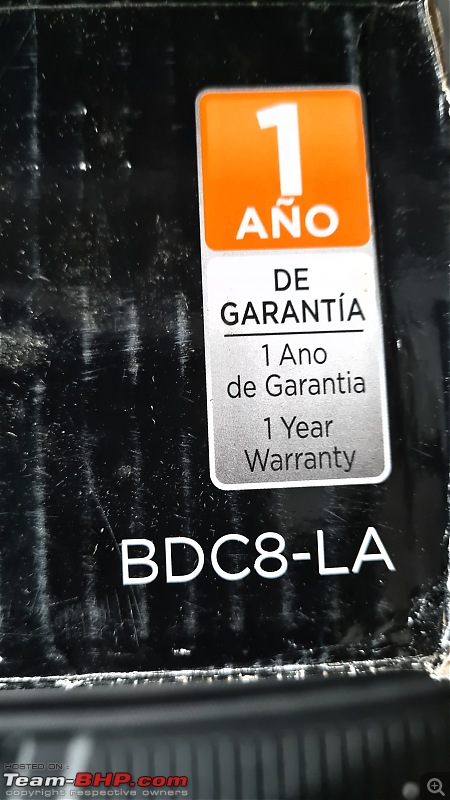 1
AÑO
DE
GARANTÍA
1 Ano
de Garantia
1 Year
Warranty
BDC8-LA
HOSTED ON :
Team-BHP.com
copyright respective owners